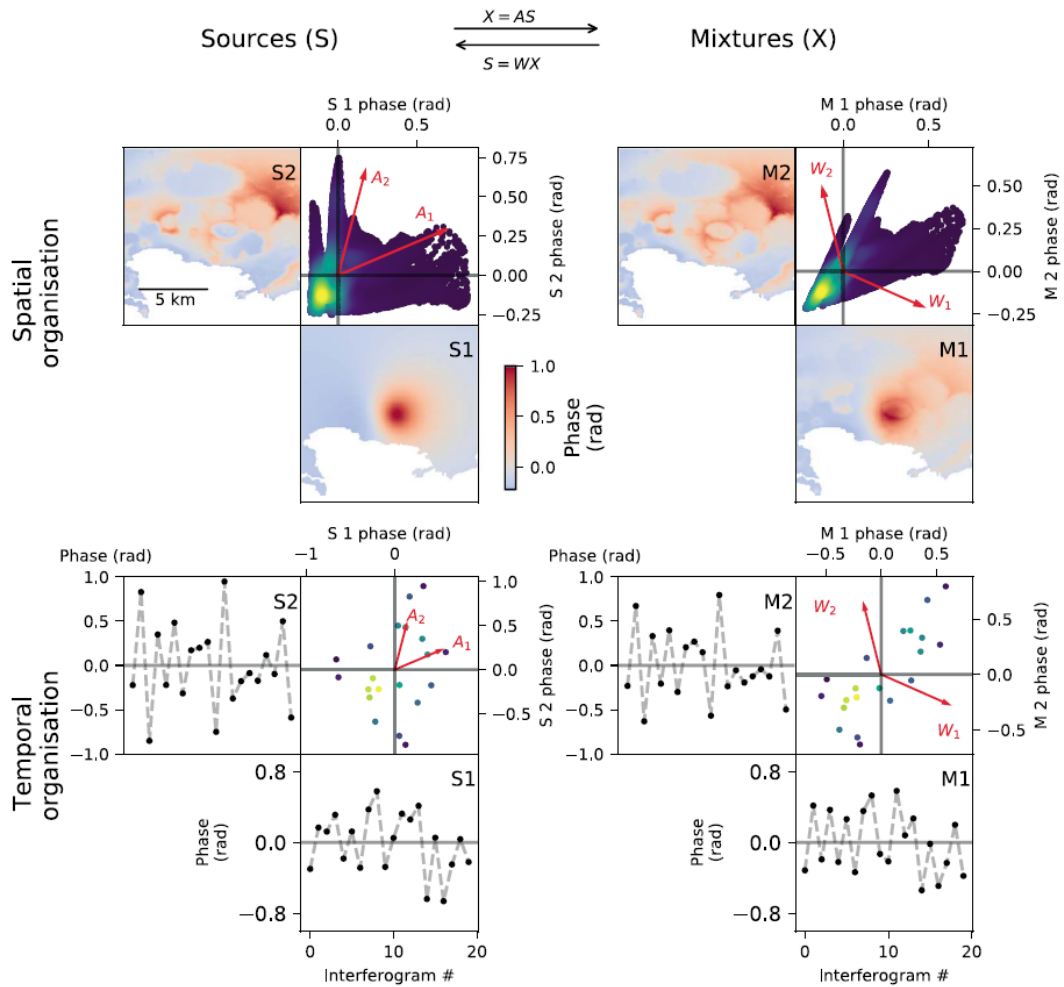 Sources (S)
X = AS
S = WX
Mixtures (X)
Spatial
organisation
S 1 phase (rad)
0.0 0.5
S2
5 km
A2
A1
0.75
0.50
0.25
0.00
−0.25
S 2 phase (rad)
S1
1.0
0.5
0.0
Phase
(rad)
M 1 phase (rad)
0.0 0.5
M2
W2
W1
0.50
0.25
0.00
−0.25
M 2 phase (rad)
M1
Temporal
organisation
Phase (rad)
1.0
0.5
0.0
−0.5
−1.0
S2
S 1 phase (rad)
−1 0
A2
A1
1.0
0.5
0.0
−0.5
S 2 phase (rad)
Phase
(rad)
0.8
0.0
−0.8
S1
0 10 20
Interferogram #
Phase (rad)
1.0
0.5
0.0
−0.5
−1.0
M2
M 1 phase (rad)
−0.5 0.0 0.5
W2
W1
0.5
0.0
−0.5
M 2 phase (rad)
Phase
(rad)
0.8
0.0
−0.8
M1
0 10 20
Interferogram #